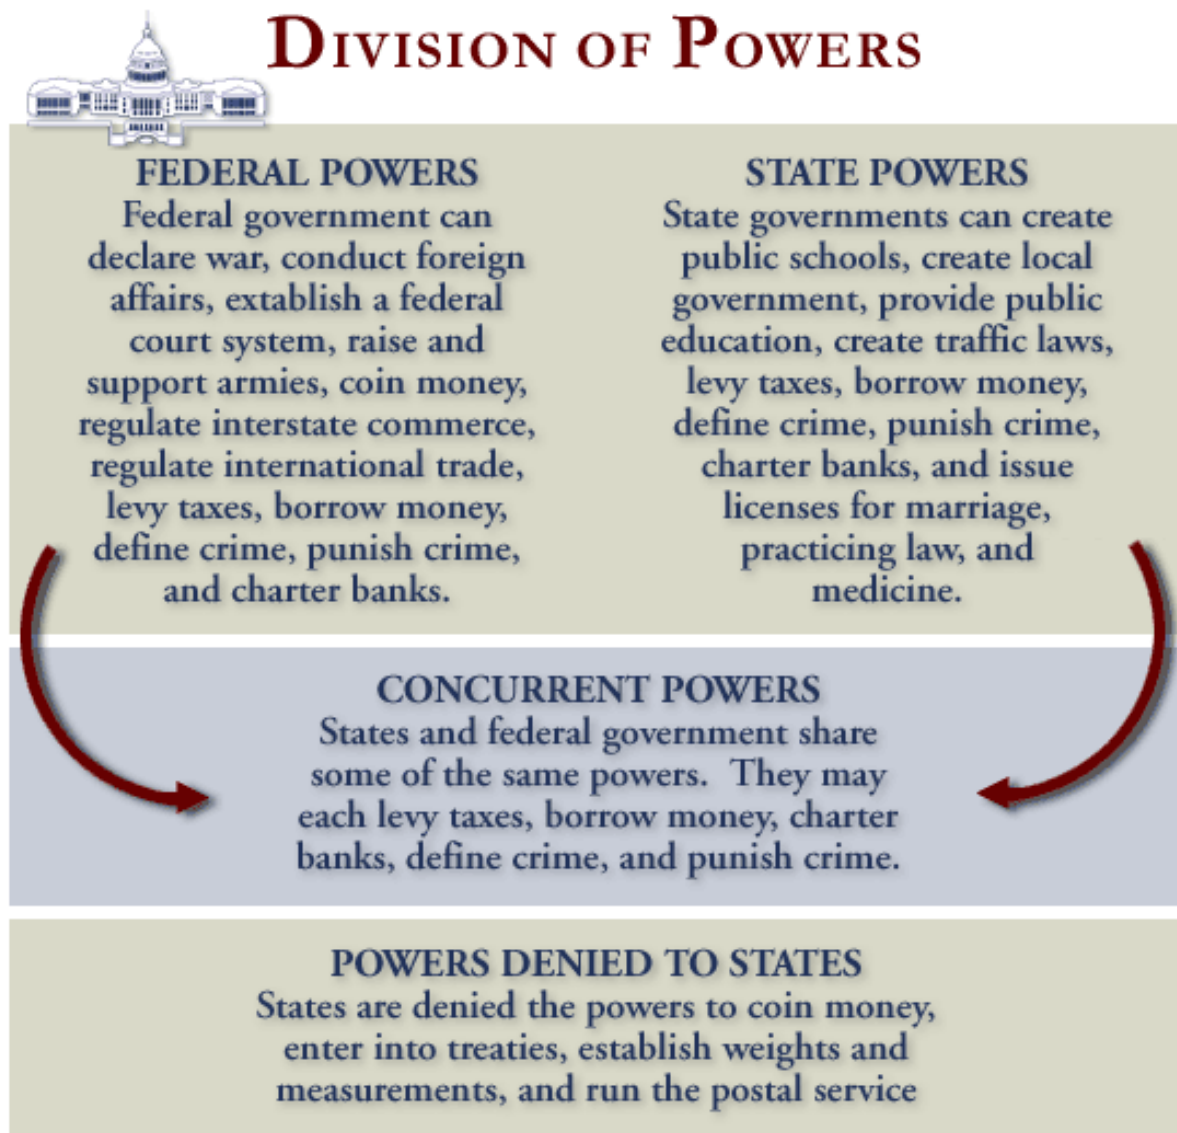 DIVISION OF POWERS
FEDERAL POWERS
Federal government can
declare war, conduct foreign
affairs, extablish a federal
court system, raise and
support armies, coin money,
regulate interstate commerce,
regulate international trade,
levy taxes, borrow money,
define crime, punish crime,
and charter banks.
STATE POWERS
State governments can create
public schools, create local
government, provide public
education, create traffic laws,
levy taxes, borrow money,
define crime, punish crime,
charter banks, and issue
licenses for marriage,
practicing law, and
medicine.
CONCURRENT POWERS
States and federal government share
some of the same powers.  They may
each levy taxes, borrow money, charter
banks, define crime, and punish crime.
POWERS DENIED TO STATES
States are denied the powers to coin money,
enter into treaties, establish weights and
measurements, and run the postal service